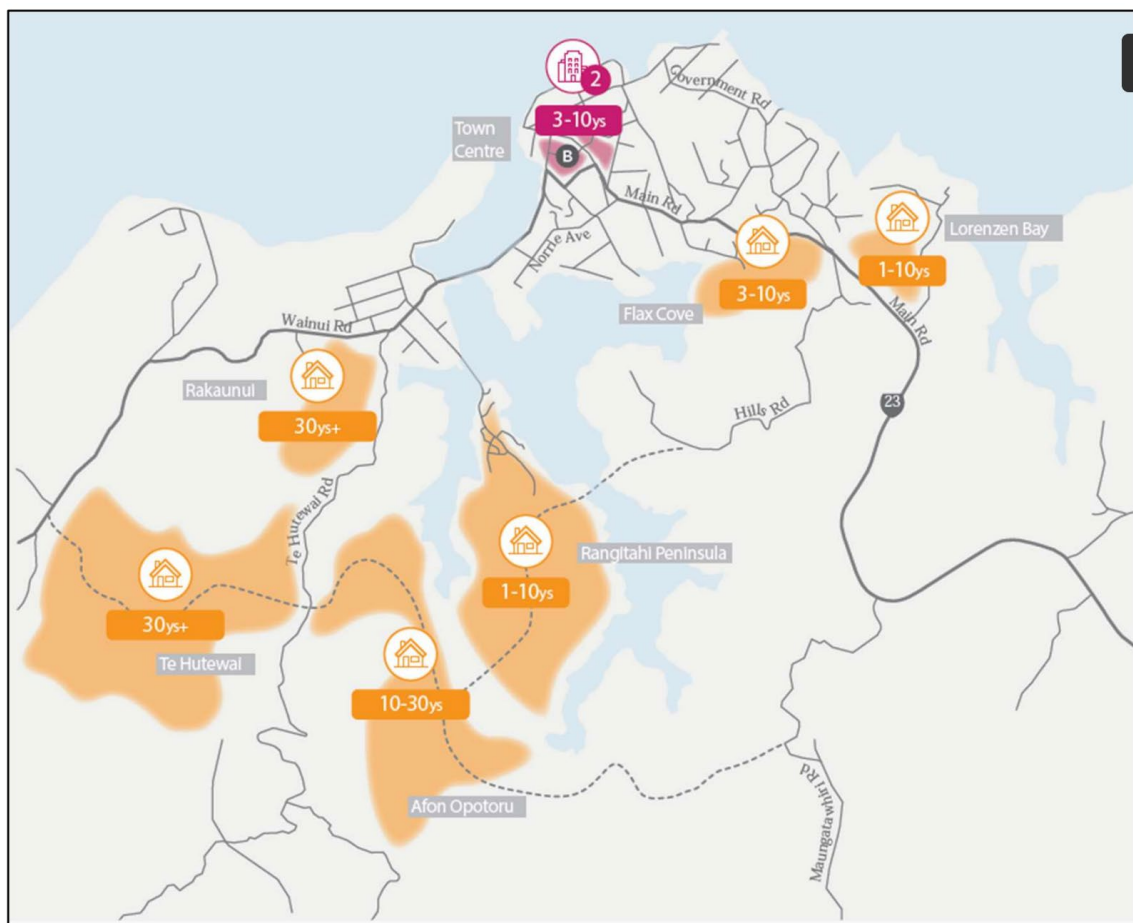 2
Government Rd
3-10ys
Town
Centre
B
Main Rd
Norrie Ave
Lorenzen Bay
1-10ys
3-10ys
Flax Cove
Main Rd
Wainui Rd
Rakaunui
30ys+
Hills Rd
23
Te Hutewai Rd
Rangitahi Peninsula
1-10ys
30ys+
Te Hutewai
10-30ys
Afon Opotoru
Maungatawhiri Rd